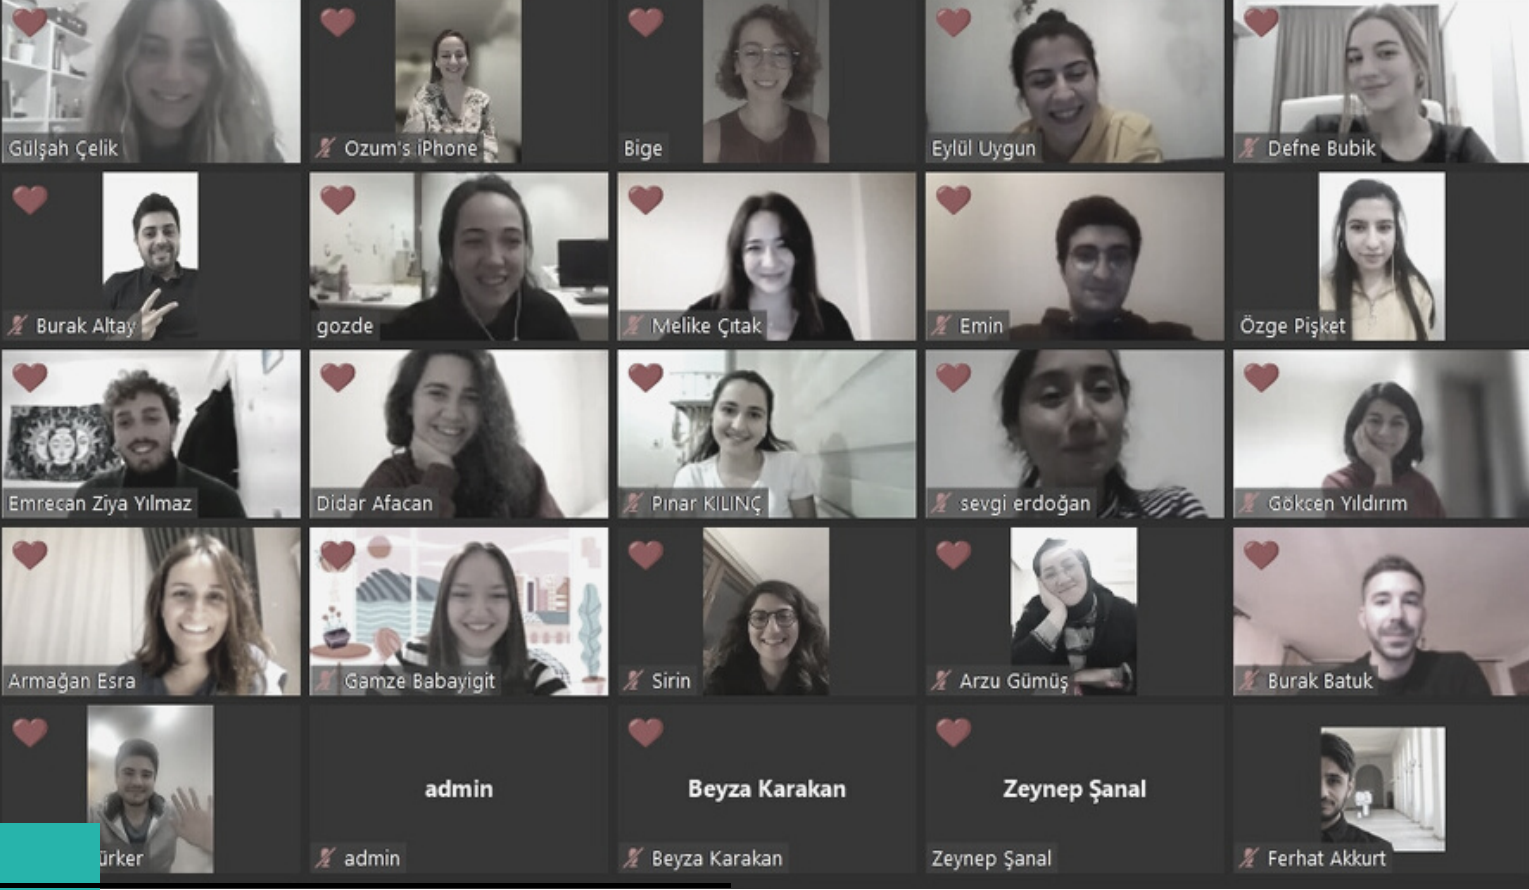 Gülşah Çelik
Ozum's iPhone
Bige
Eylül Uygun
Defne Bubik
Burak Altay
gozde
Melike Çıtak
Emin
Özge Pişket
Emrecan Ziya Yılmaz
Didar Afacan
Pınar KILINÇ
sevgi erdoğan
Gökcen Yıldırım
Armağan Esra
Gamze Babayigit
Sirin
Arzu Gümüş
Burak Batuk
ürker
admin
admin
Beyza Karakan
Beyza Karakan
Zeynep Şanal
Zeynep Şanal
Ferhat Akkurt